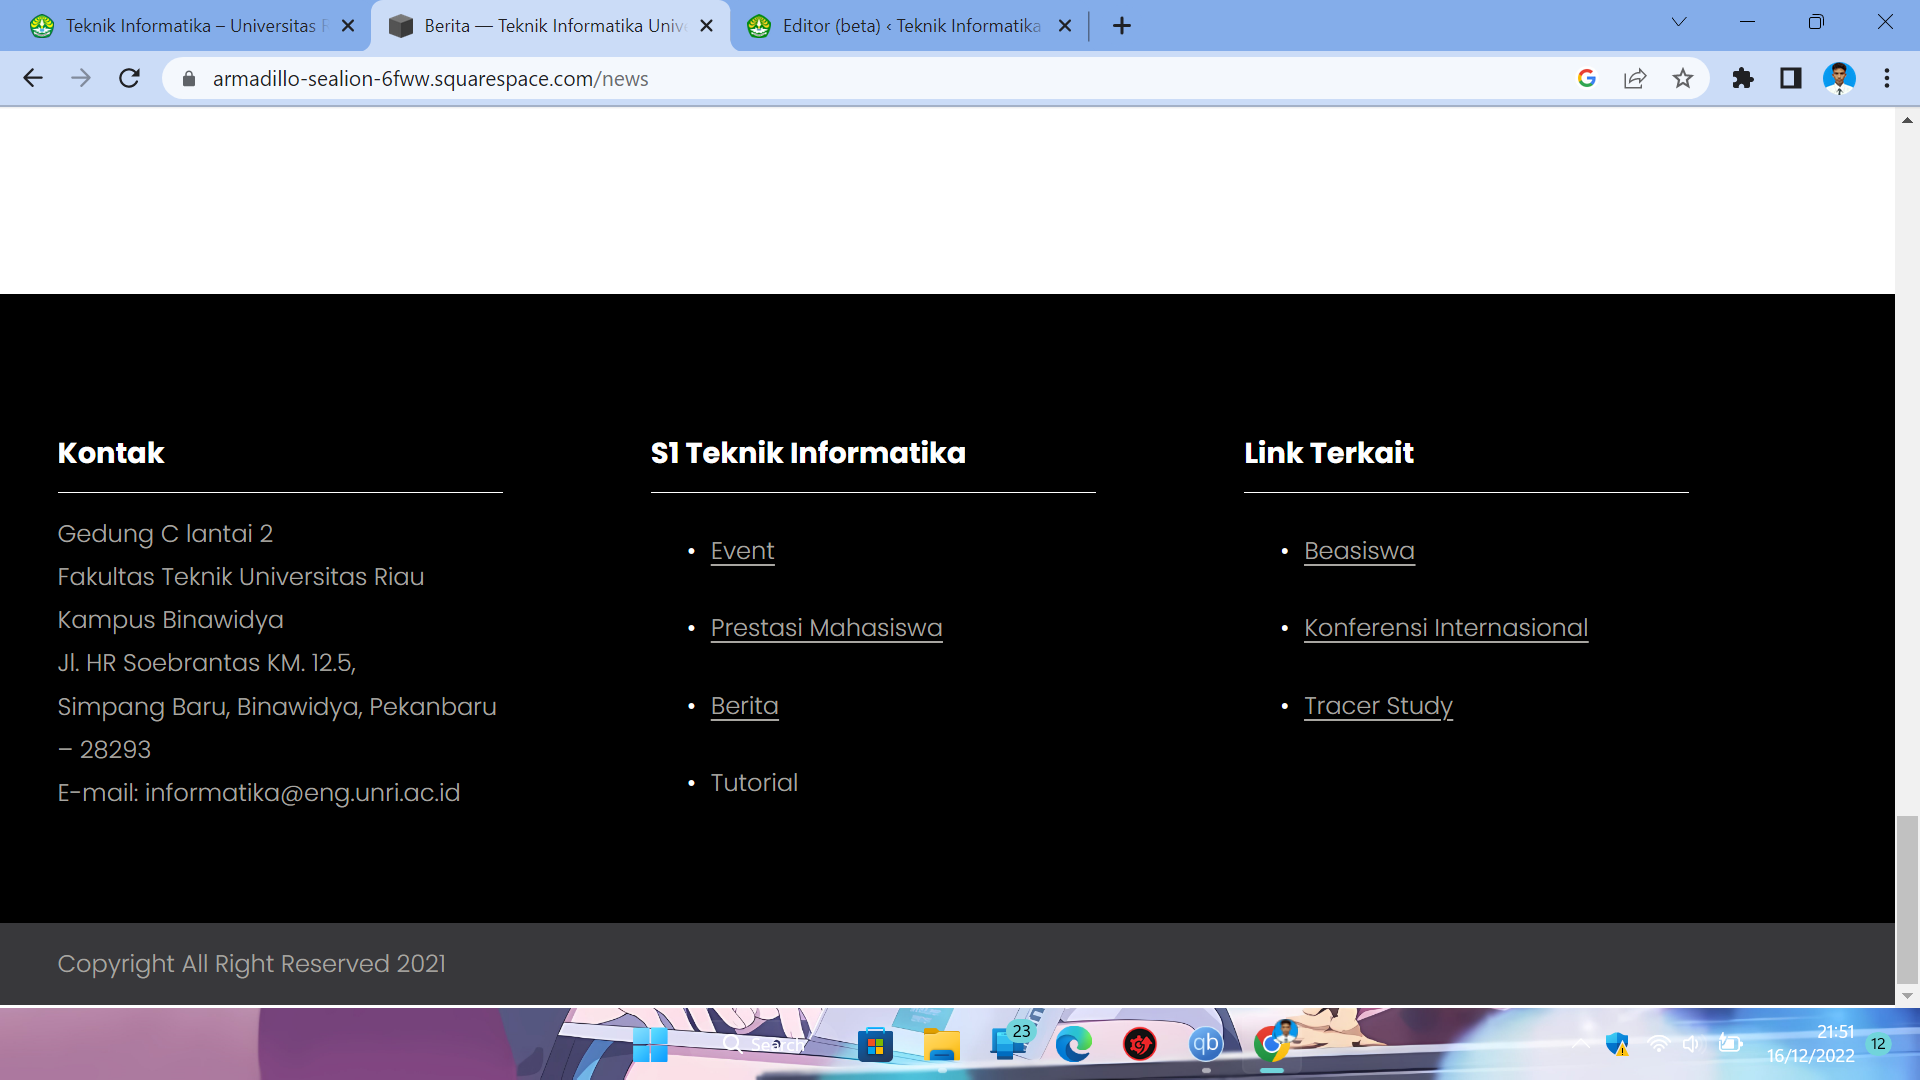 Teknik Informatika – Universitas R
Berita — Teknik Informatika Unive
Editor (beta) ‹ Teknik Informatika
armadillo-sealion-6fww.squarespace.com/news
Kontak
Gedung C lantai 2
Fakultas Teknik Universitas Riau
Kampus Binawidya
Jl. HR Soebrantas KM. 12.5,
Simpang Baru, Binawidya, Pekanbaru
– 28293
E-mail: informatika@eng.unri.ac.id
S1 Teknik Informatika
• Event
• Prestasi Mahasiswa
• Berita
• Tutorial
Link Terkait
• Beasiswa
• Konferensi Internasional
• Tracer Study
Copyright All Right Reserved 2021
Search
23
qb
21:51
16/12/2022
12